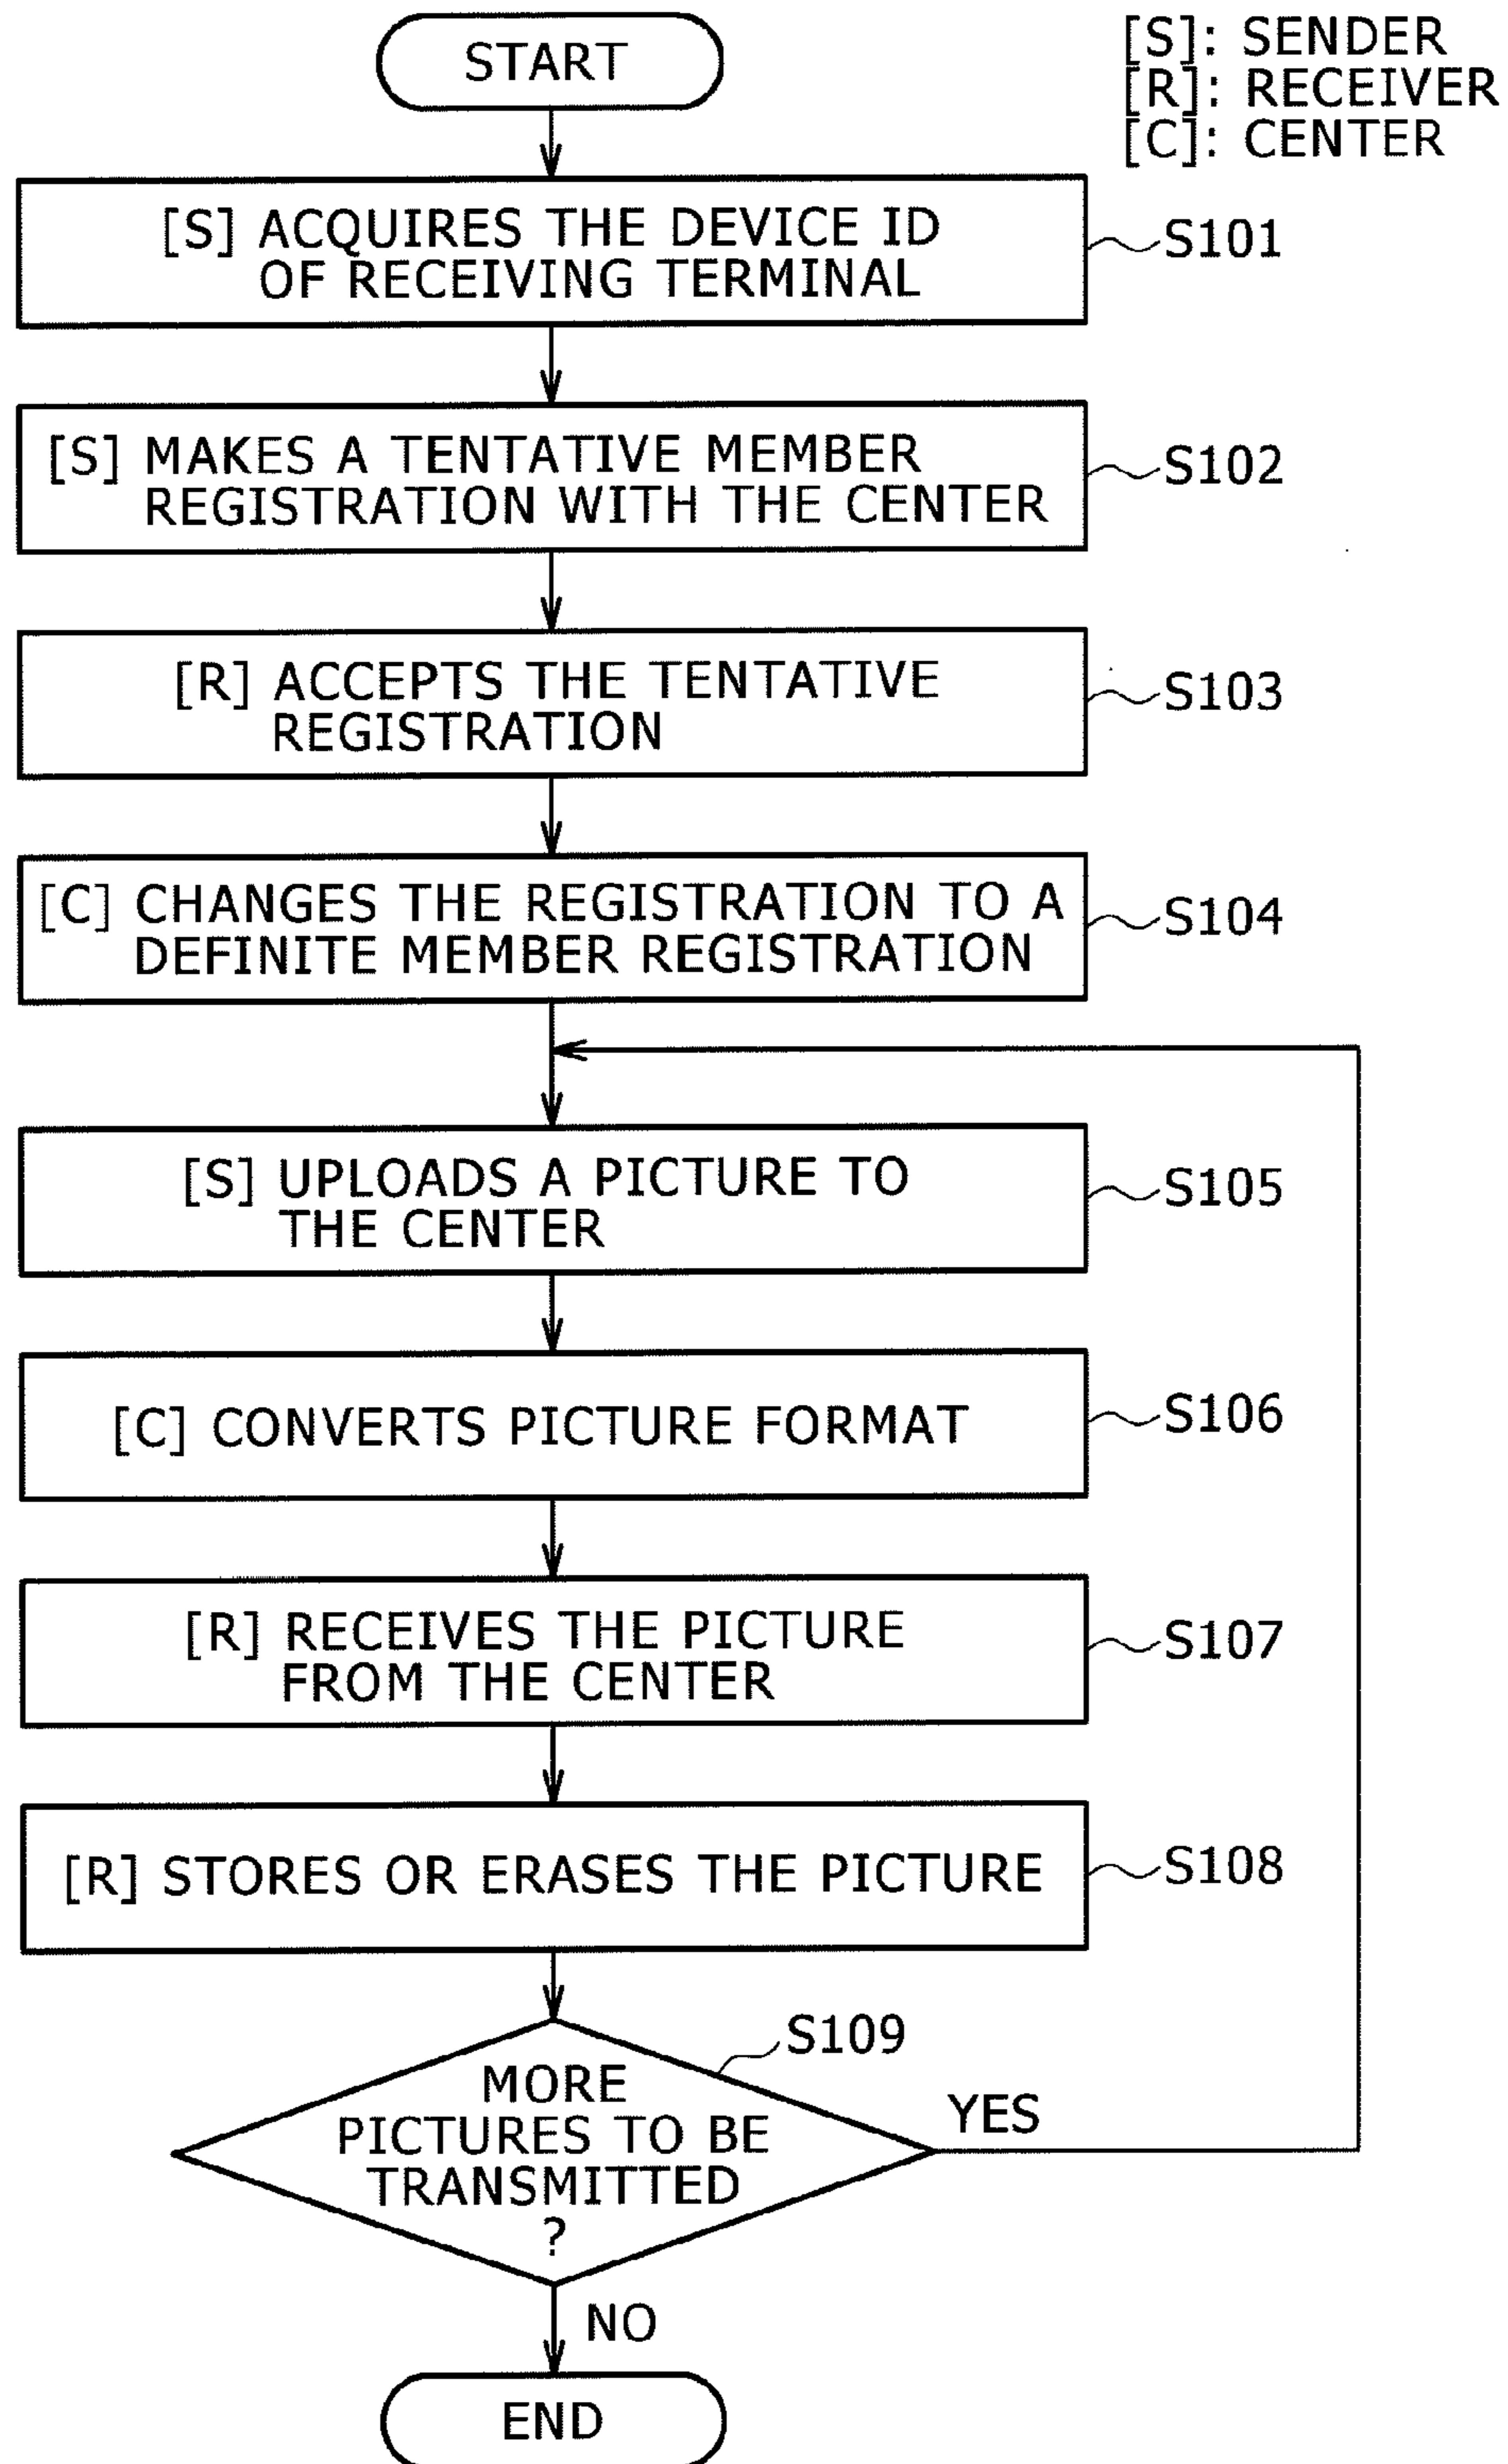 START
[S]: SENDER
[R]: RECEIVER
[C]: CENTER
[S] ACQUIRES THE DEVICE ID
OF RECEIVING TERMINAL
S101
[S] MAKES A TENTATIVE MEMBER
REGISTRATION WITH THE CENTER
S102
[R] ACCEPTS THE TENTATIVE
REGISTRATION
S103
[C] CHANGES THE REGISTRATION TO A
DEFINITE MEMBER REGISTRATION
S104
[S] UPLOADS A PICTURE TO
THE CENTER
S105
[C] CONVERTS PICTURE FORMAT
S106
[R] RECEIVES THE PICTURE
FROM THE CENTER
S107
[R] STORES OR ERASES THE PICTURE
S108
S109
MORE
PICTURES TO BE
TRANSMITTED
?
YES
NO
END